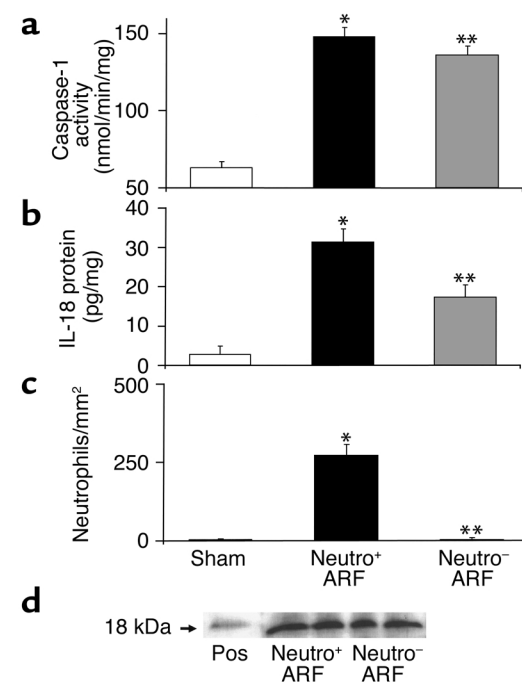 a
Caspase-1
activity
(nmol/min/mg)
150
100
50
*
**
b
IL-18 protein
(pg/mg)
40
30
20
10
0
*
**
c
Neutrophils/mm²
500
250
0
*
**
Sham
Neutro⁺
ARF
Neutro⁻
ARF
d
18 kDa →
Pos
Neutro⁺
ARF
Neutro⁻
ARF